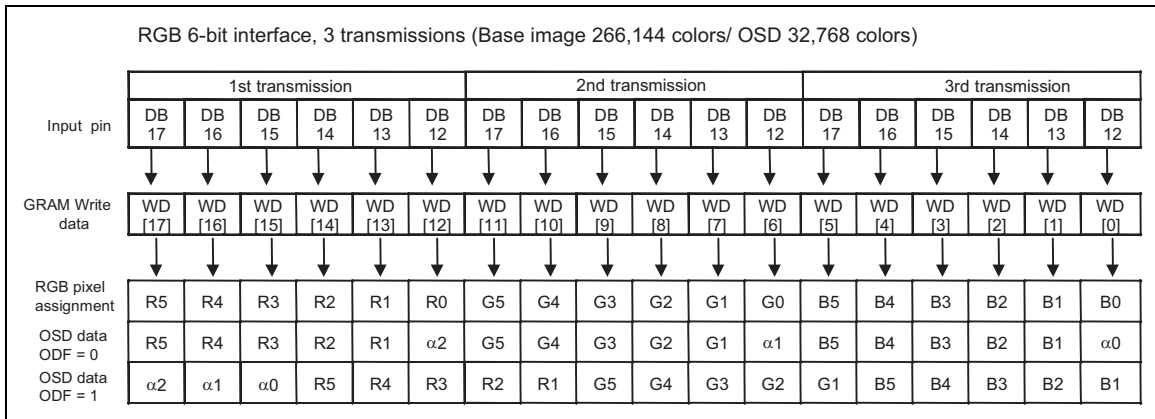 RGB 6-bit interface, 3 transmissions (Base image 266,144 colors/ OSD 32,768 colors)
1st transmission 2nd transmission 3rd transmission
Input pin DB 17 DB 16 DB 15 DB 14 DB 13 DB 12 DB 17 DB 16 DB 15 DB 14 DB 13 DB 12 DB 17 DB 16 DB 15 DB 14 DB 13 DB 12
GRAM Write data WD [17] WD [16] WD [15] WD [14] WD [13] WD [12] WD [11] WD [10] WD [9] WD [8] WD [7] WD [6] WD [5] WD [4] WD [3] WD [2] WD [1] WD [0]
RGB pixel assignment R5 R4 R3 R2 R1 R0 G5 G4 G3 G2 G1 G0 B5 B4 B3 B2 B1 B0
OSD data ODF = 0 R5 R4 R3 R2 R1 α2 G5 G4 G3 G2 G1 α1 B5 B4 B3 B2 B1 α0
OSD data ODF = 1 α2 α1 α0 R5 R4 R3 R2 R1 G5 G4 G3 G2 G1 B5 B4 B3 B2 B1